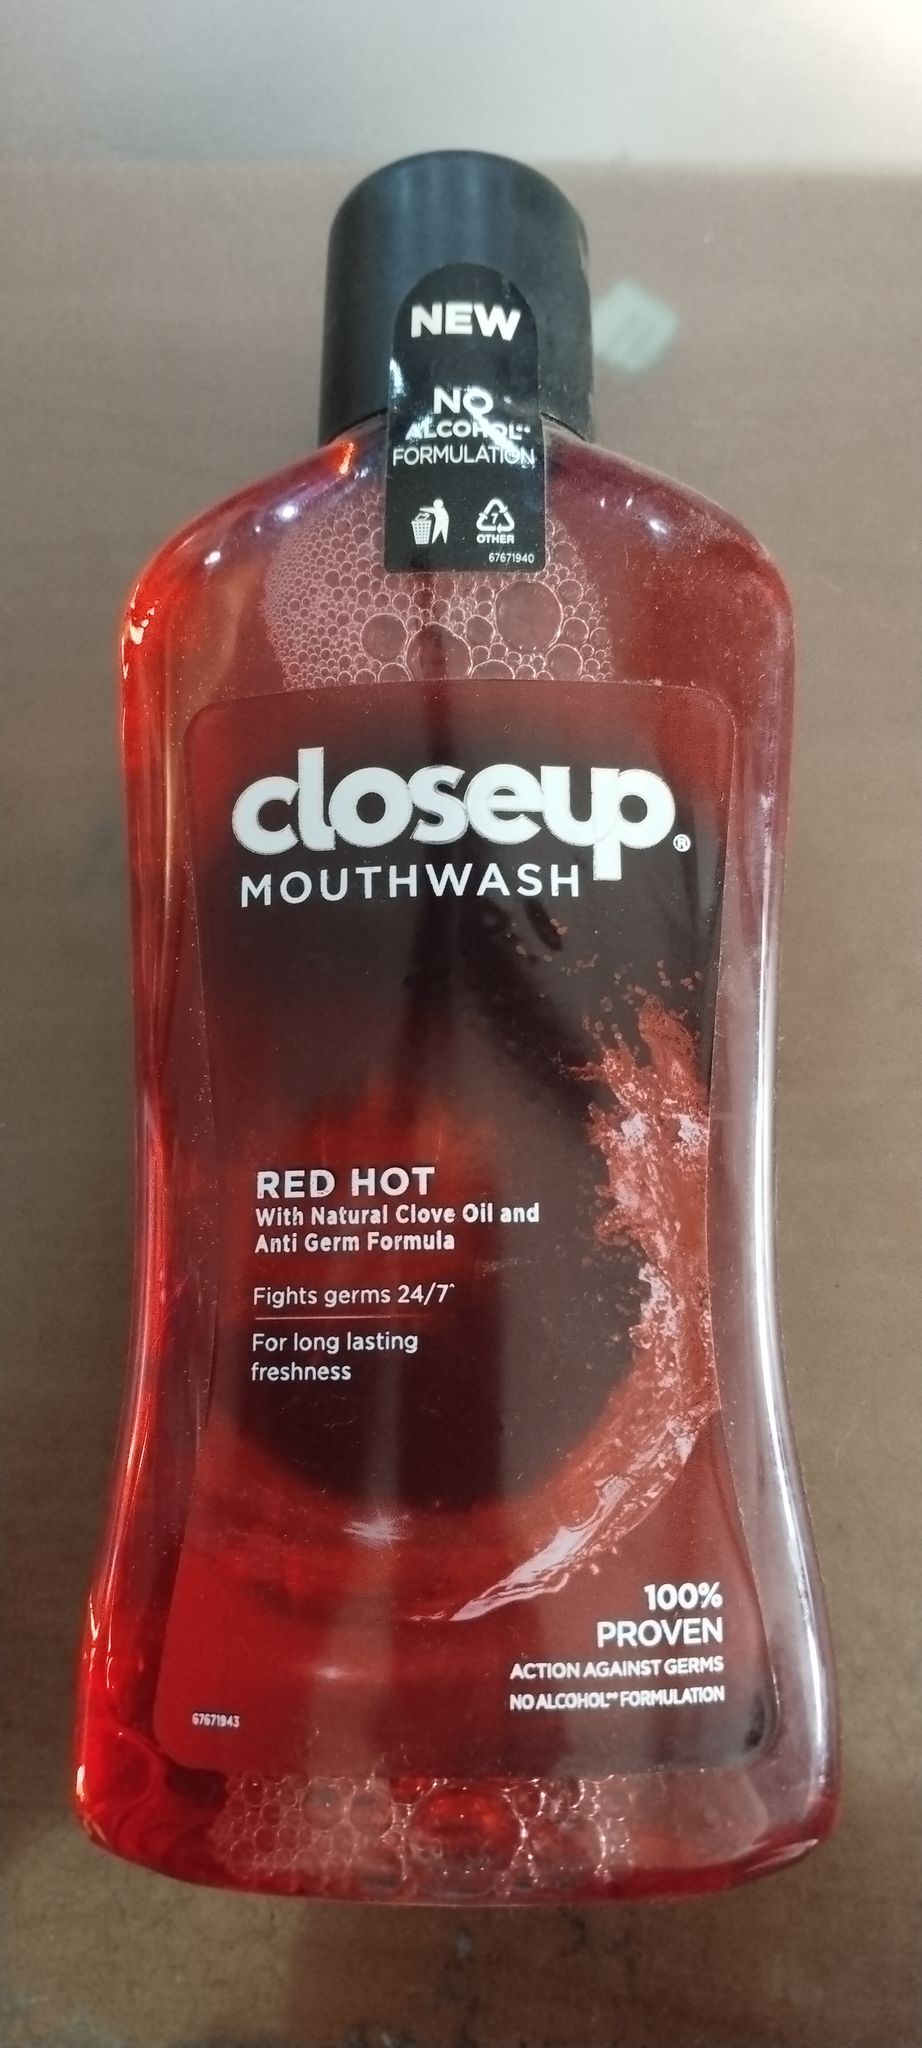 NEW
NO
ALCOHOL**
FORMULATION
7
OTHER
67671940
closeup®
MOUTHWASH
RED HOT
With Natural Clove Oil and
Anti Germ Formula
Fights germs 24/7^
For long lasting
freshness
100%
PROVEN
ACTION AGAINST GERMS
NO ALCOHOL** FORMULATION
67671943